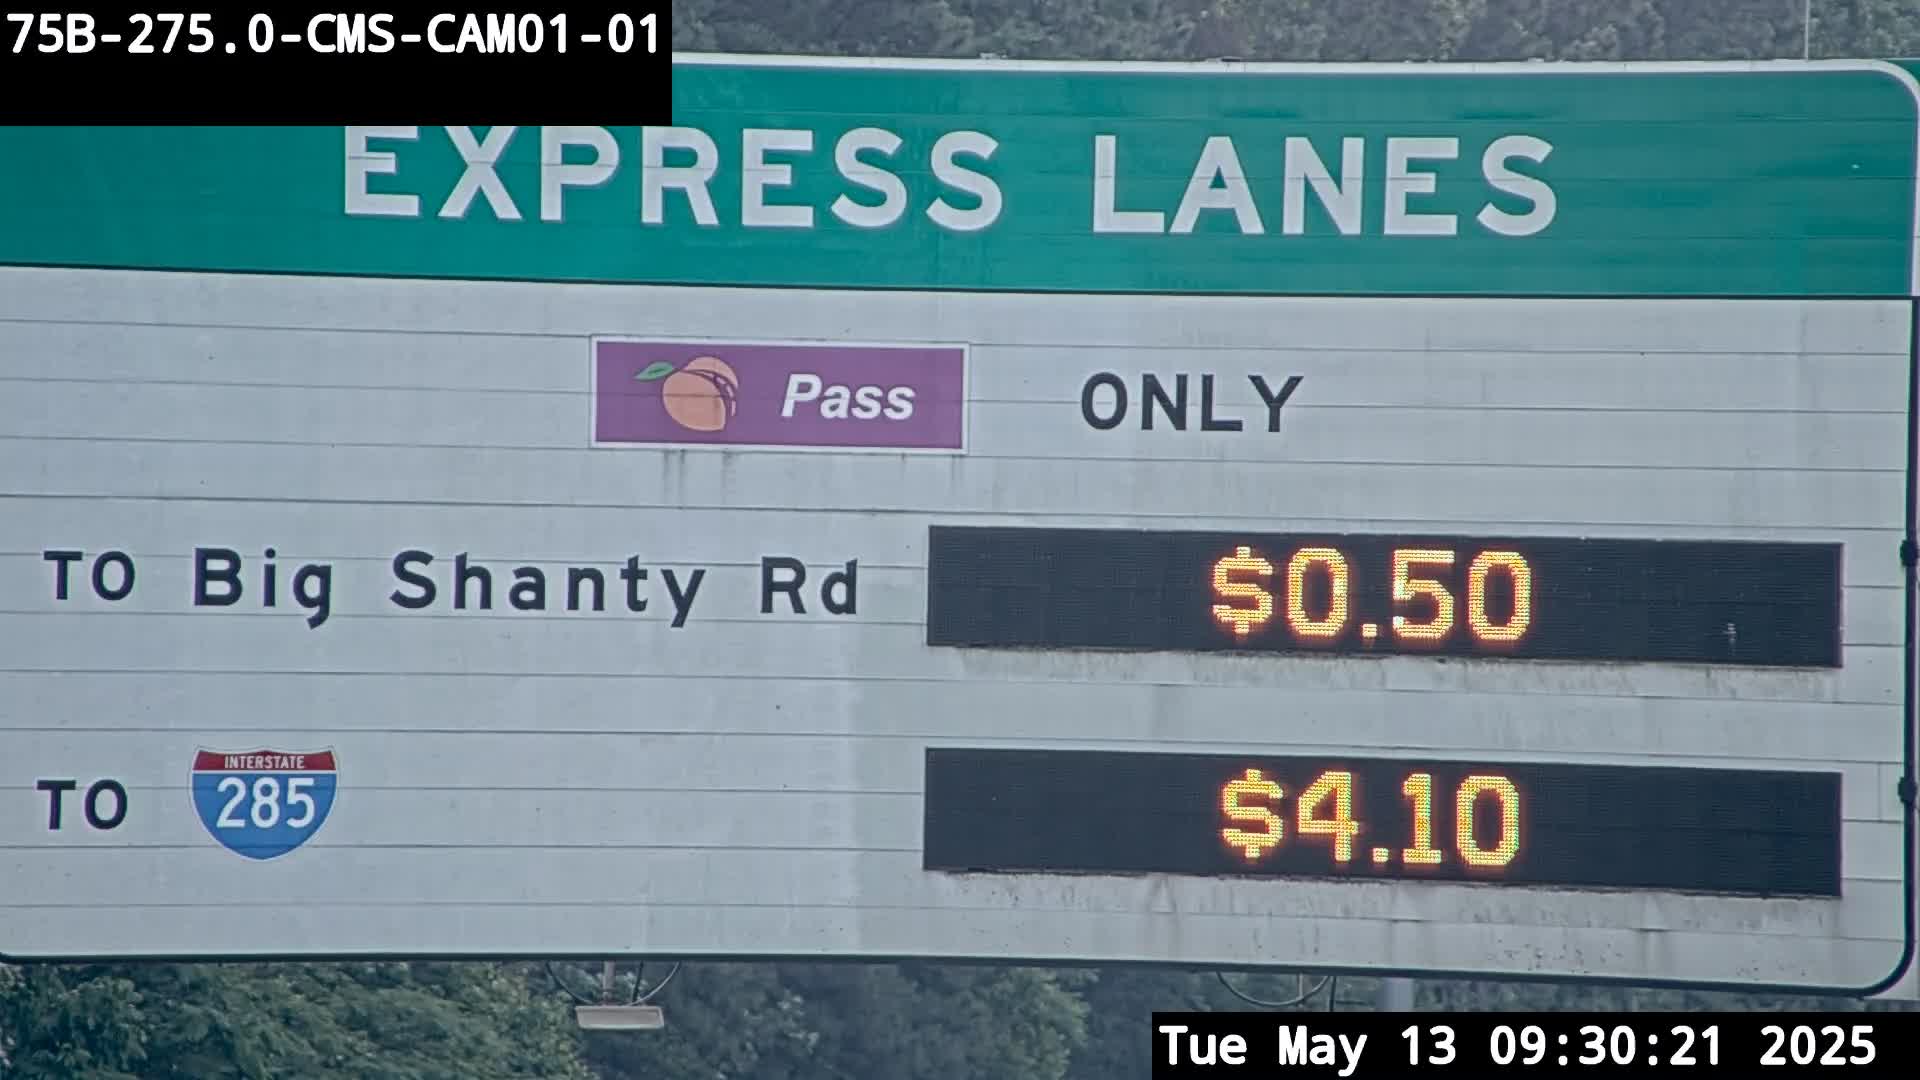 75B-275.0-CMS-CAM01-01
EXPRESS LANES
Pass ONLY
TO Big Shanty Rd $0.50
TO INTERSTATE 285 $4.10
Tue May 13 09:30:21 2025